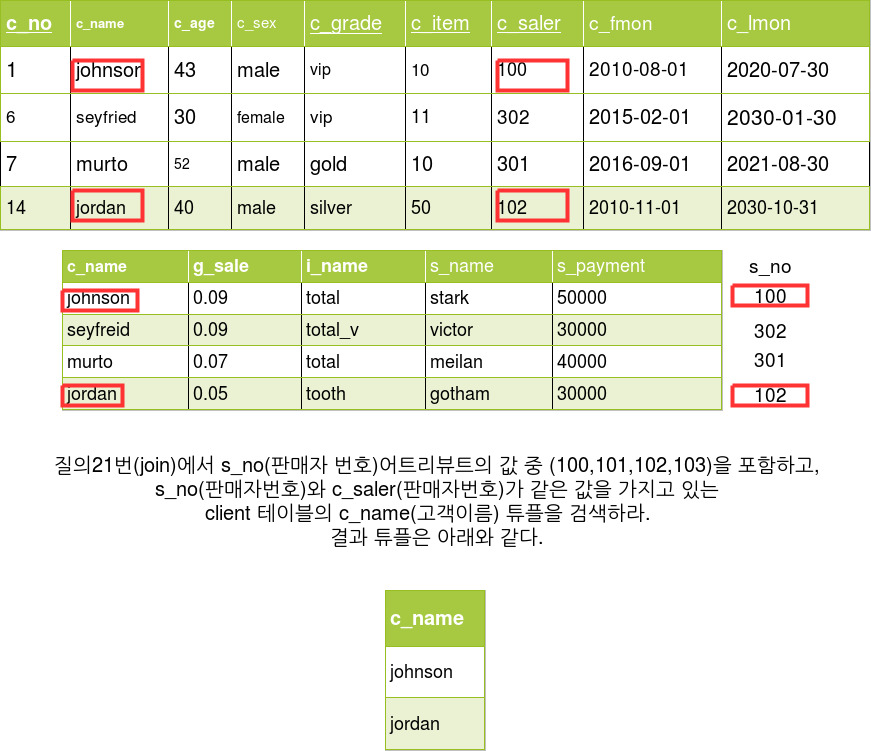 c_no c_name c_age c_sex c_grade c_item c_saler c_fmon c_lmon
1 johnson 43 male vip 10 100 2010-08-01 2020-07-30
6 seyfried 30 female vip 11 302 2015-02-01 2030-01-30
7 murto 52 male gold 10 301 2016-09-01 2021-08-30
14 jordan 40 male silver 50 102 2010-11-01 2030-10-31
c_name g_sale i_name s_name s_payment s_no
johnson 0.09 total stark 50000 100
seyfreid 0.09 total_v victor 30000 302
murto 0.07 total meilan 40000 301
jordan 0.05 tooth gotham 30000 102
질의21번(join)에서 s_no(판매자 번호)어트리뷰트의 값 중 (100,101,102,103)을 포함하고,
s_no(판매자번호)와 c_saler(판매자번호)가 같은 값을 가지고 있는
client 테이블의 c_name(고객이름) 튜플을 검색하라.
결과 튜플은 아래와 같다.
c_name
johnson
jordan